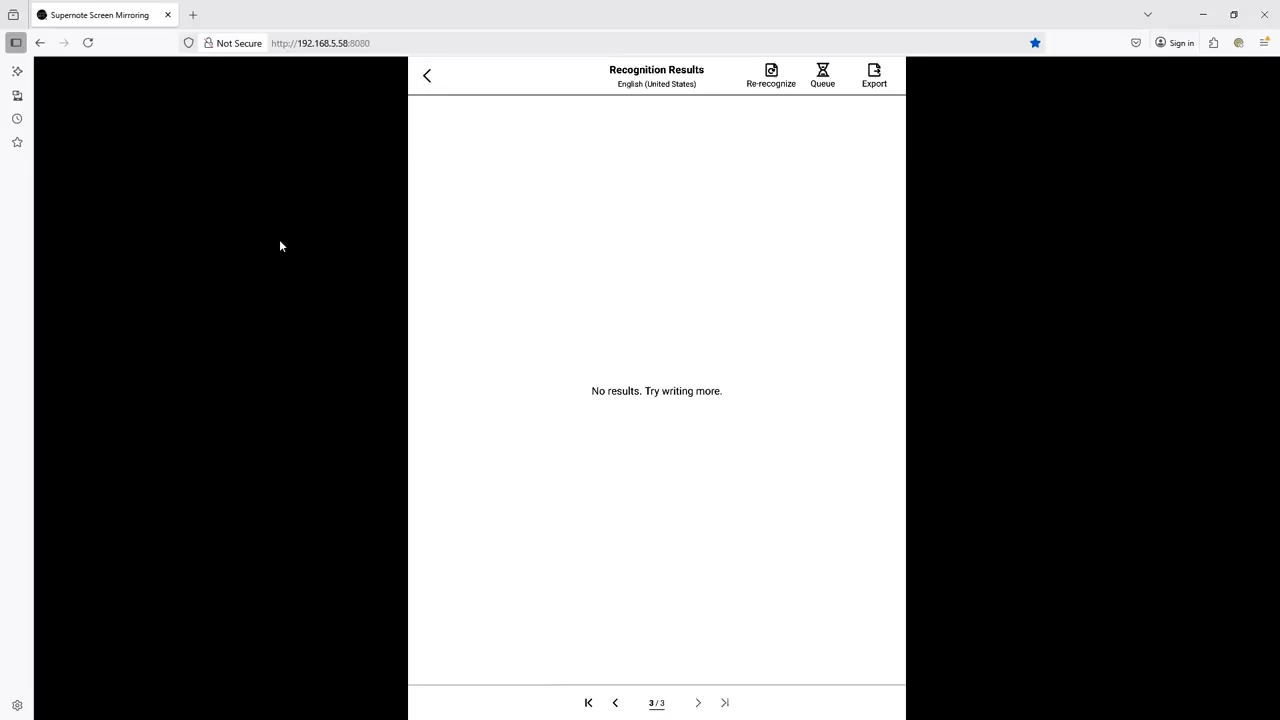 Supernote Screen Mirroring
Not Secure
http://192.168.5.58:8080
Sign in
Recognition Results
English (United States)
Re-recognize
Queue
Export
No results. Try writing more.
3 / 3